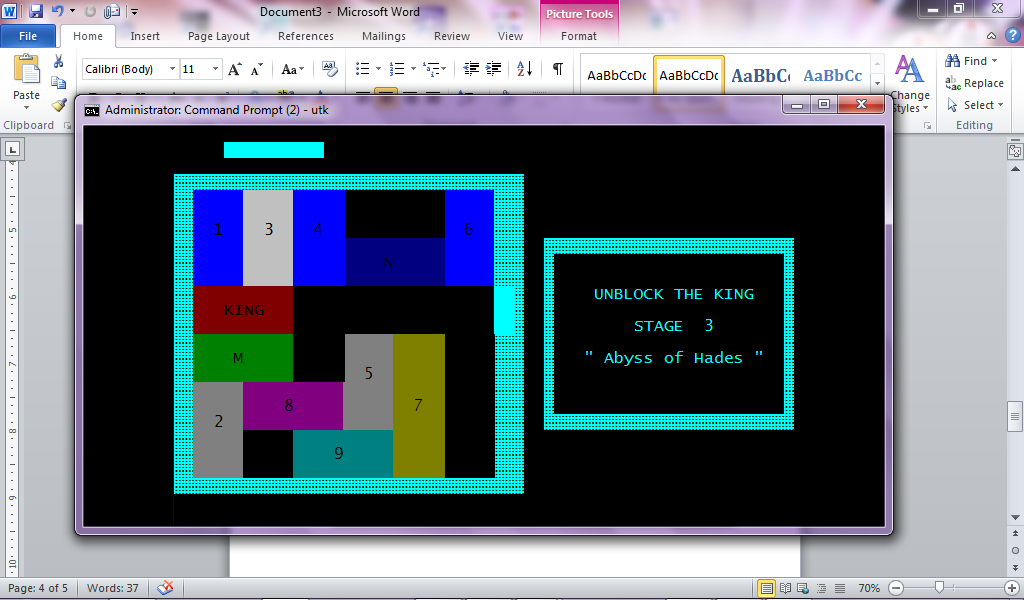 Document3 - Microsoft Word
Picture Tools
File Home Insert Page Layout References Mailings Review View Format
Calibri (Body) 11 A A Aa
AaBbCcDc AaBbCcDc AaBbC AaBbCc
Paste
Change
Styles
Find
Replace
Select
Clipboard
Editing
Administrator: Command Prompt (2) - utk
1 3 4 6
N
KING
M
5
8 7
2
9
UNBLOCK THE KING
STAGE 3
" Abyss of Hades "
Page: 4 of 5 Words: 37 70%